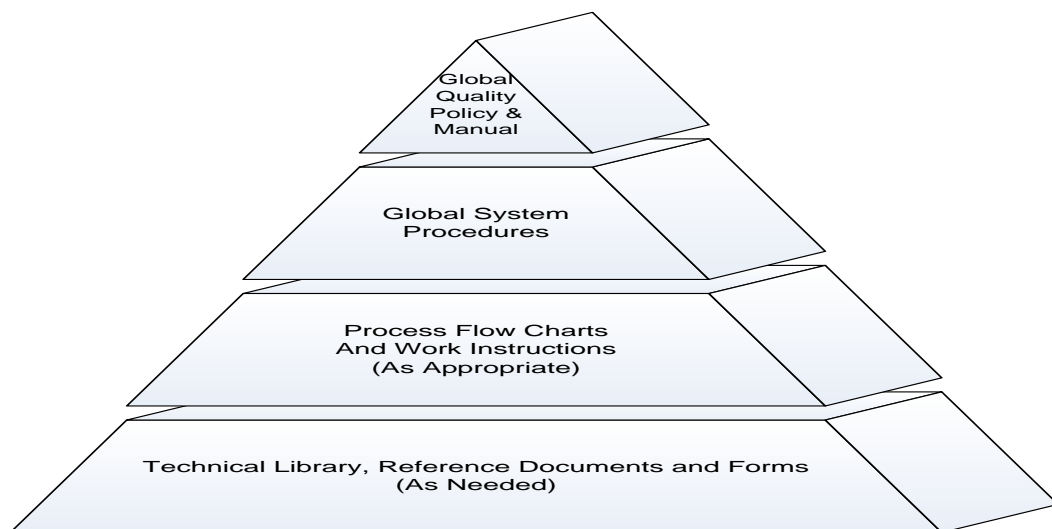 Global
Quality
Policy &
Manual
Global System
Procedures
Process Flow Charts
And Work Instructions
(As Appropriate)
Technical Library, Reference Documents and Forms
(As Needed)